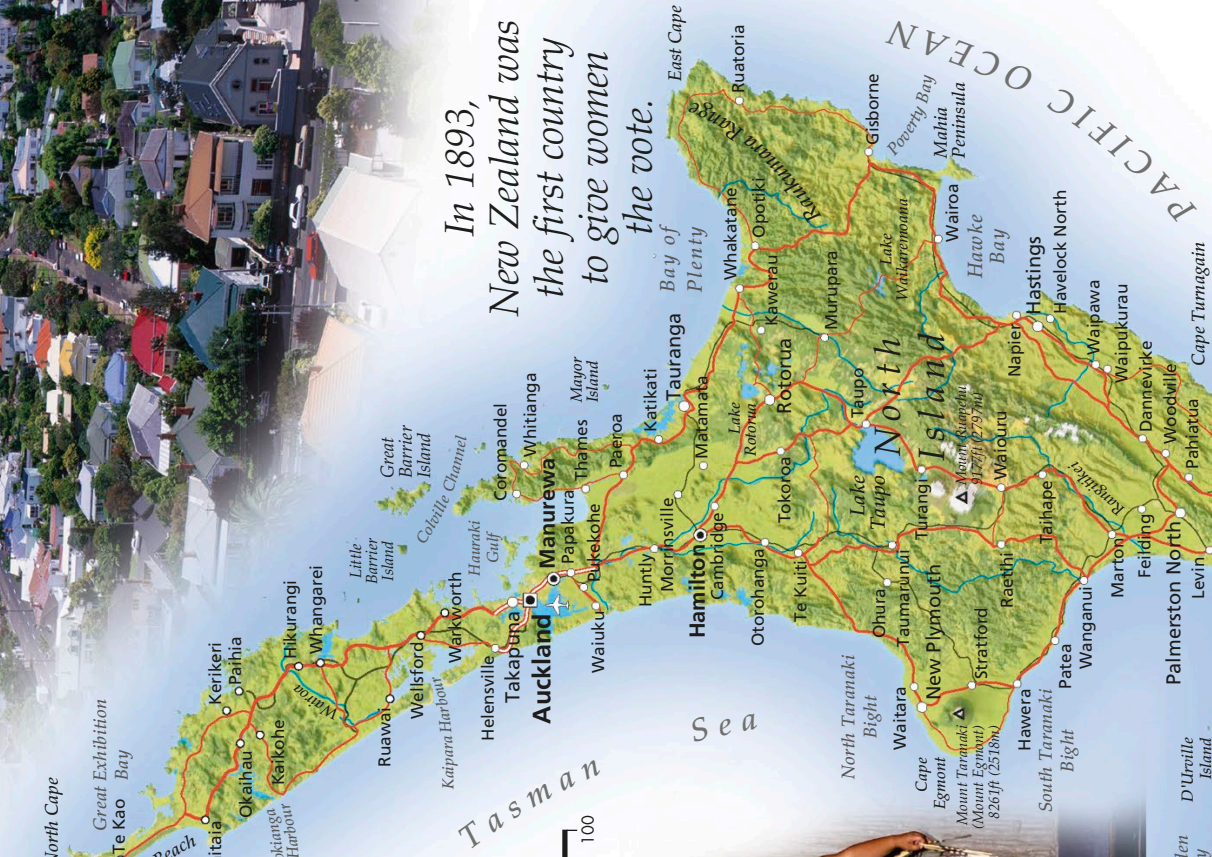 In 1893,
New Zealand was
the first country
to give women
the vote.
PACIFIC OCEAN
Tasman Sea
North Cape
Great Exhibition
Bay
Te Kao
Beach
itaia
okianga
Harbour
Okaihau
Kaikohe
Kerikeri
Paihia
Hikurangi
Whangarei
Wairoa
Ruawai
Wellsford
Warkworth
Kaipara Harbour
Helensville
Takapuna
Auckland
Manurewa
Papakura
Pukekohe
Waiuku
Little
Barrier
Island
Great
Barrier
Island
Colville Channel
Hauraki
Gulf
Coromandel
Whitianga
Thames
Paeroa
Mayor
Island
Katikati
Tauranga
Bay of
Plenty
Huntly
Morrinsville
Matamata
Hamilton
Cambridge
Otorohanga
Te Kuiti
Tokoroa
Lake
Rotorua
Rotorua
Kawerau
Whakatane
Opotiki
Murupara
East Cape
Ruatoria
Raukumara Range
Gisborne
Poverty Bay
Mahia
Peninsula
Lake
Waikaremoana
Wairoa
Hawke
Bay
Taupo
Lake
Taupo
North
Island
Turangi
Mount Ruapehu
9177ft (2797m)
Waiouru
Taihape
Rangitikei
Napier
Hastings
Havelock North
Waipawa
Waipukurau
Dannevirke
Woodville
Pahiatua
Cape Turnagain
Ohura
Taumarunui
Raetihi
North Taranaki
Bight
Waitara
New Plymouth
Stratford
Cape
Egmont
Mount Taranaki
(Mount Egmont)
8261ft (2518m)
Hawera
South Taranaki
Bight
Patea
Wanganui
Marton
Feilding
Palmerston North
Levin
D'Urville
Island
100